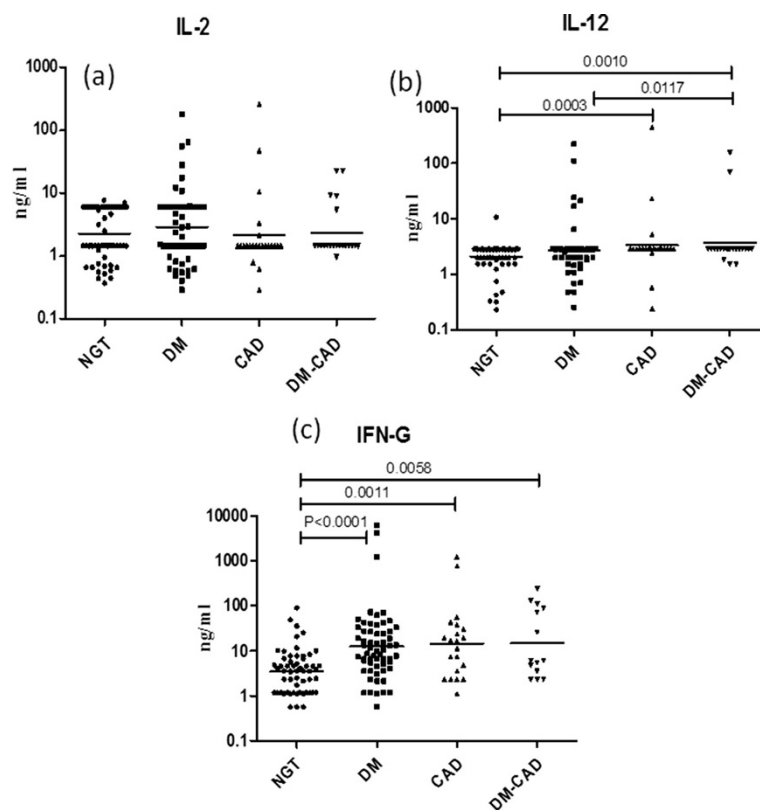 IL-2
(a)
ng/ml
1000
100
10
1
0.1
NGT
DM
CAD
DM-CAD
IL-12
(b)
0.0010
0.0117
0.0003
ng/ml
1000
100
10
1
0.1
NGT
DM
CAD
DM-CAD
(c)
IFN-G
0.0058
0.0011
P<0.0001
ng/ml
10000
1000
100
10
1
0.1
NGT
DM
CAD
DM-CAD